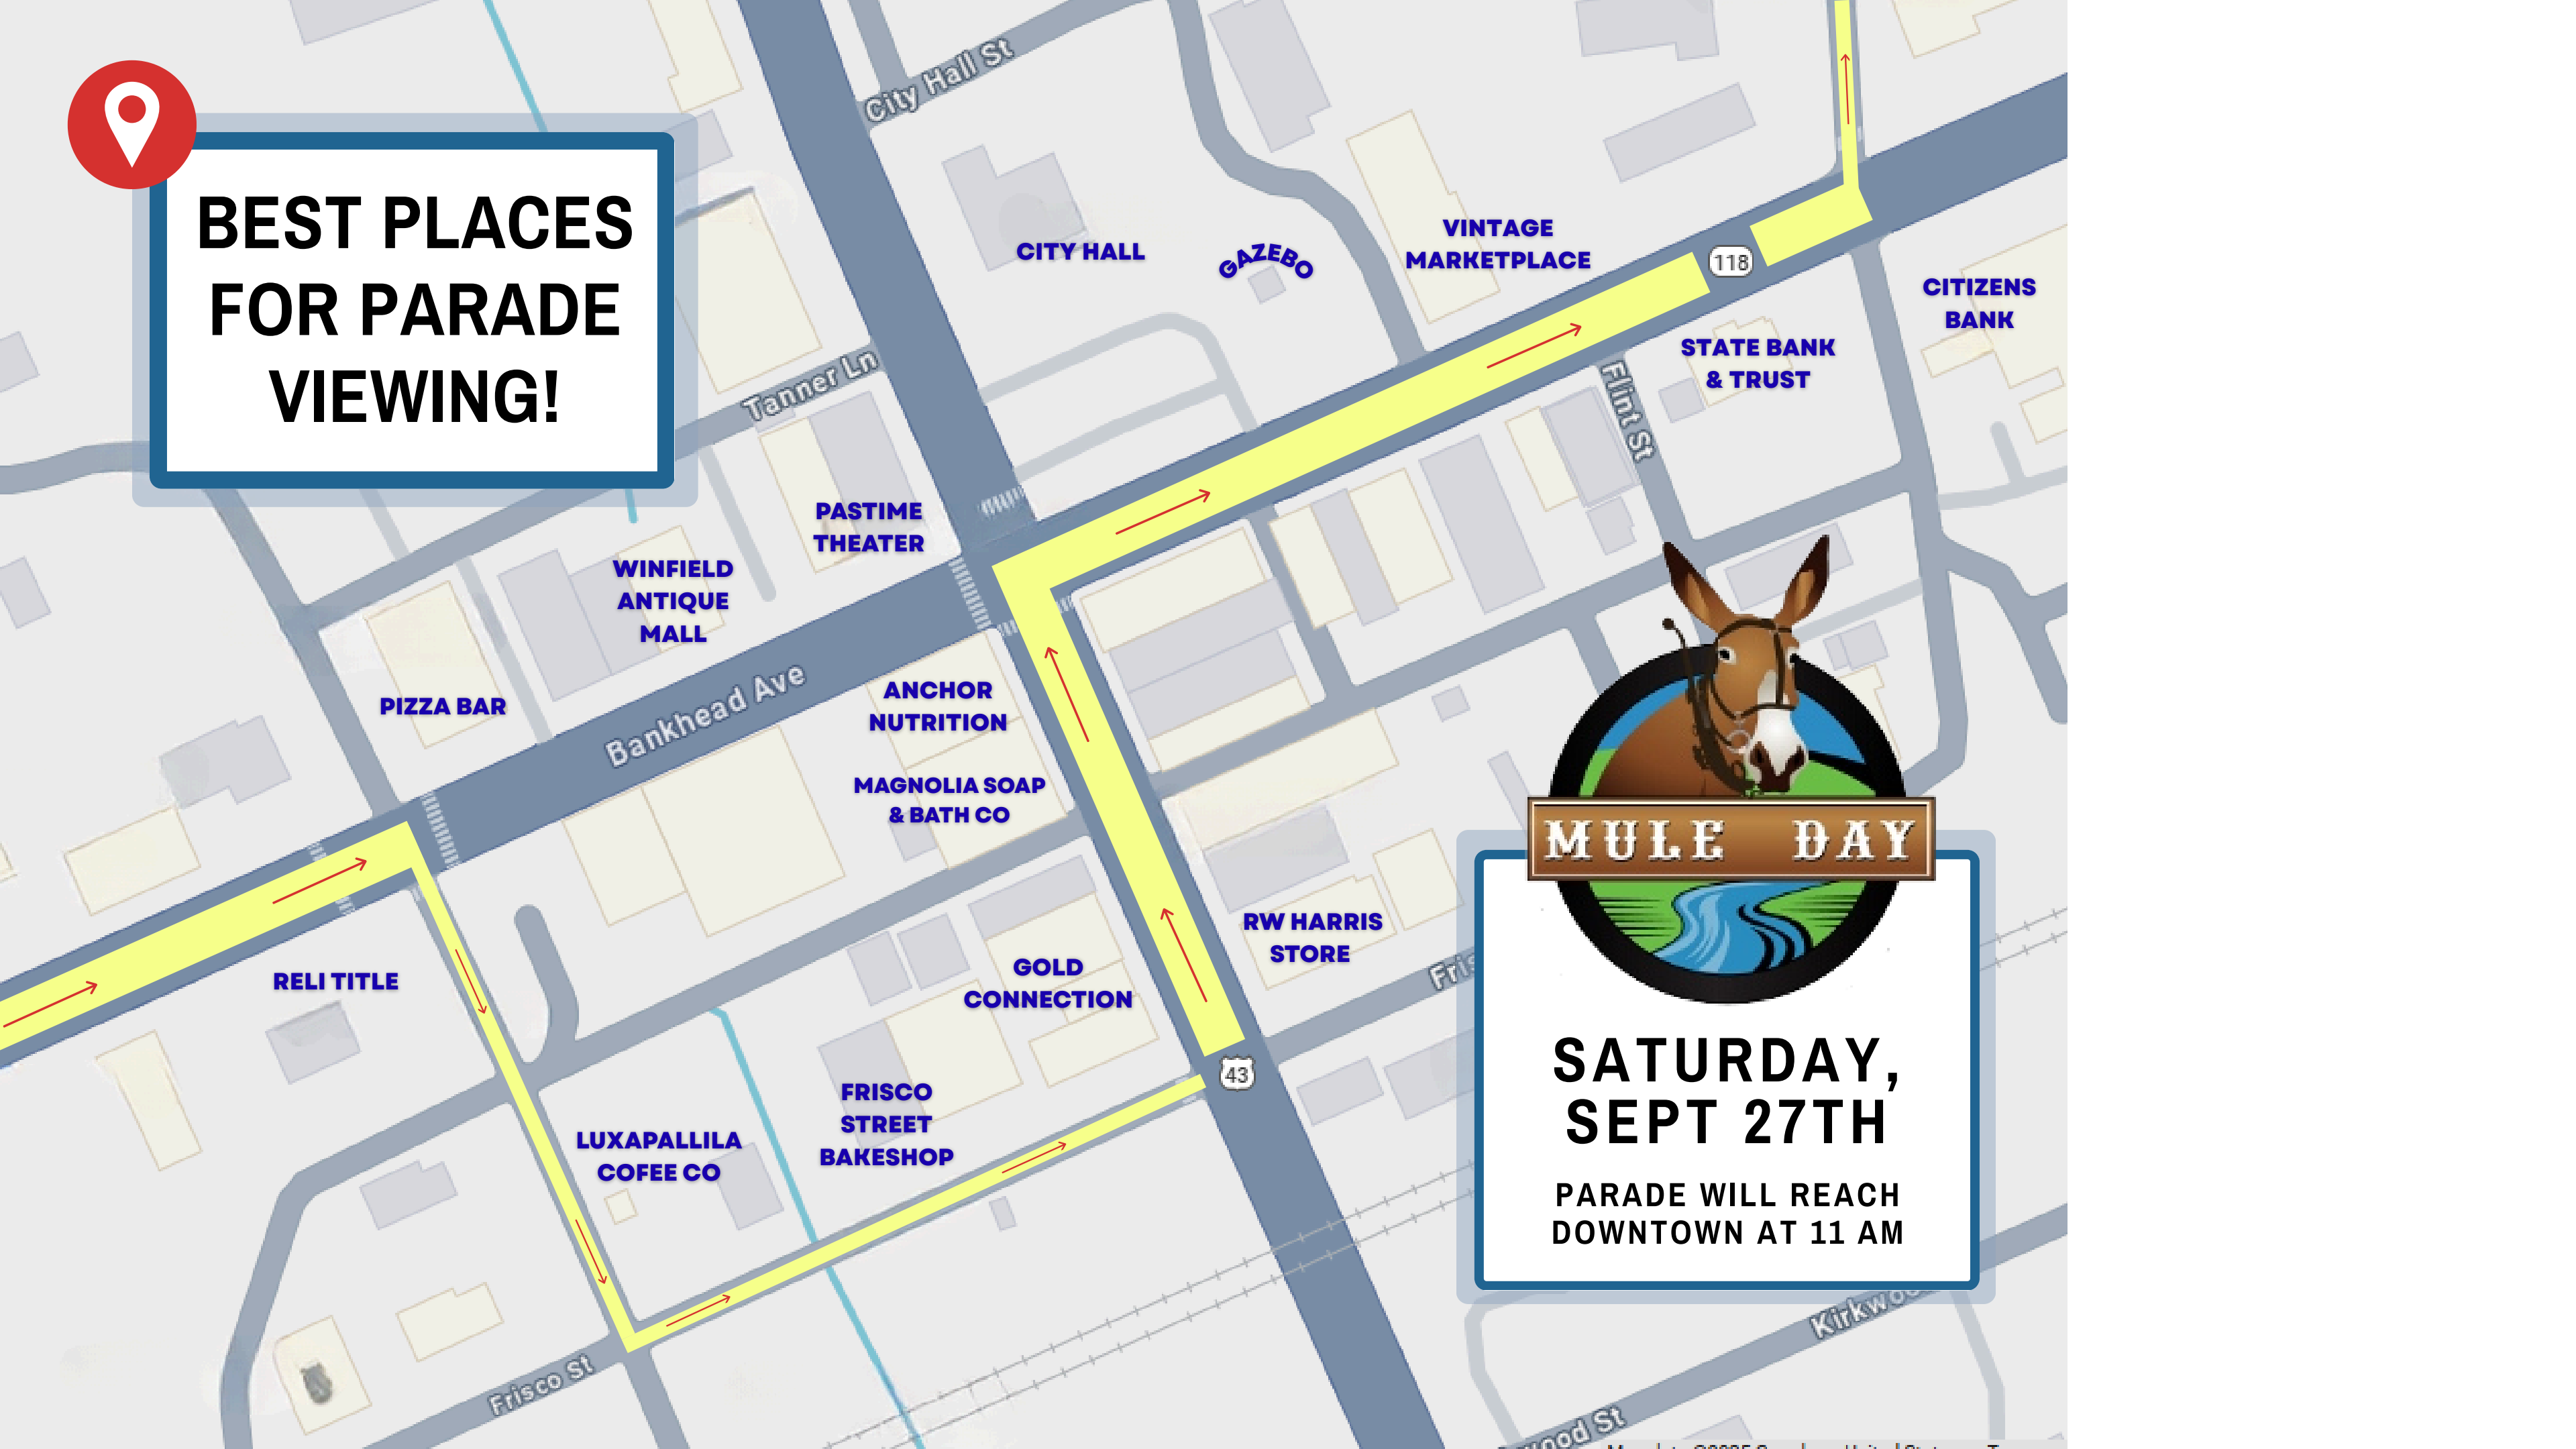 BEST PLACES
FOR PARADE
VIEWING!
City Hall St
CITY HALL
GAZEBO
VINTAGE
MARKETPLACE
118
CITIZENS
BANK
STATE BANK
& TRUST
Flint St
Tanner Ln
PASTIME
THEATER
WINFIELD
ANTIQUE
MALL
PIZZA BAR
Bankhead Ave
ANCHOR
NUTRITION
MAGNOLIA SOAP
& BATH CO
RELI TITLE
GOLD
CONNECTION
RW HARRIS
STORE
43
FRISCO
STREET
BAKESHOP
LUXAPALLILA
COFEE CO
Frisco St
MULE DAY
SATURDAY,
SEPT 27TH
PARADE WILL REACH
DOWNTOWN AT 11 AM